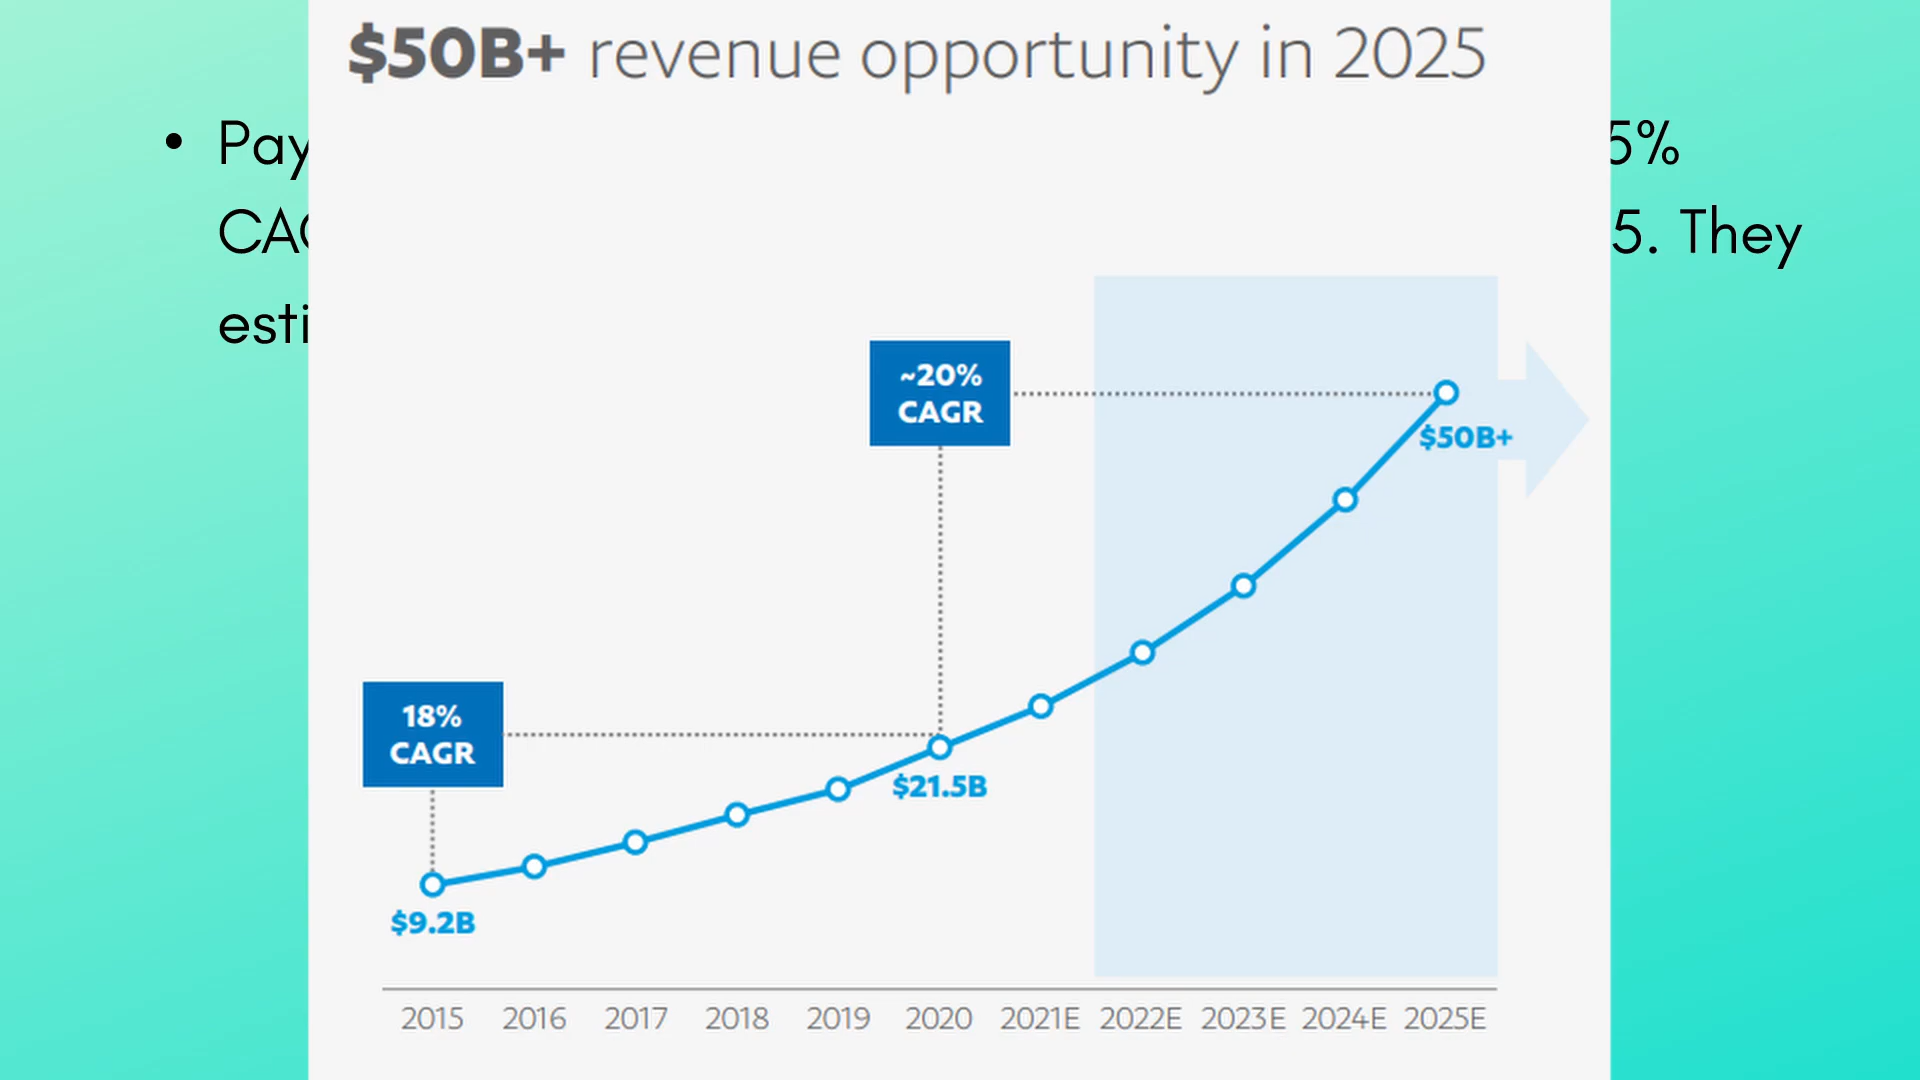 $50B+ revenue opportunity in 2025
• Pay 5%
CAG 5. They
esti
~20%
CAGR
$50B+
18%
CAGR
$21.5B
$9.2B
2015 2016 2017 2018 2019 2020 2021E 2022E 2023E 2024E 2025E